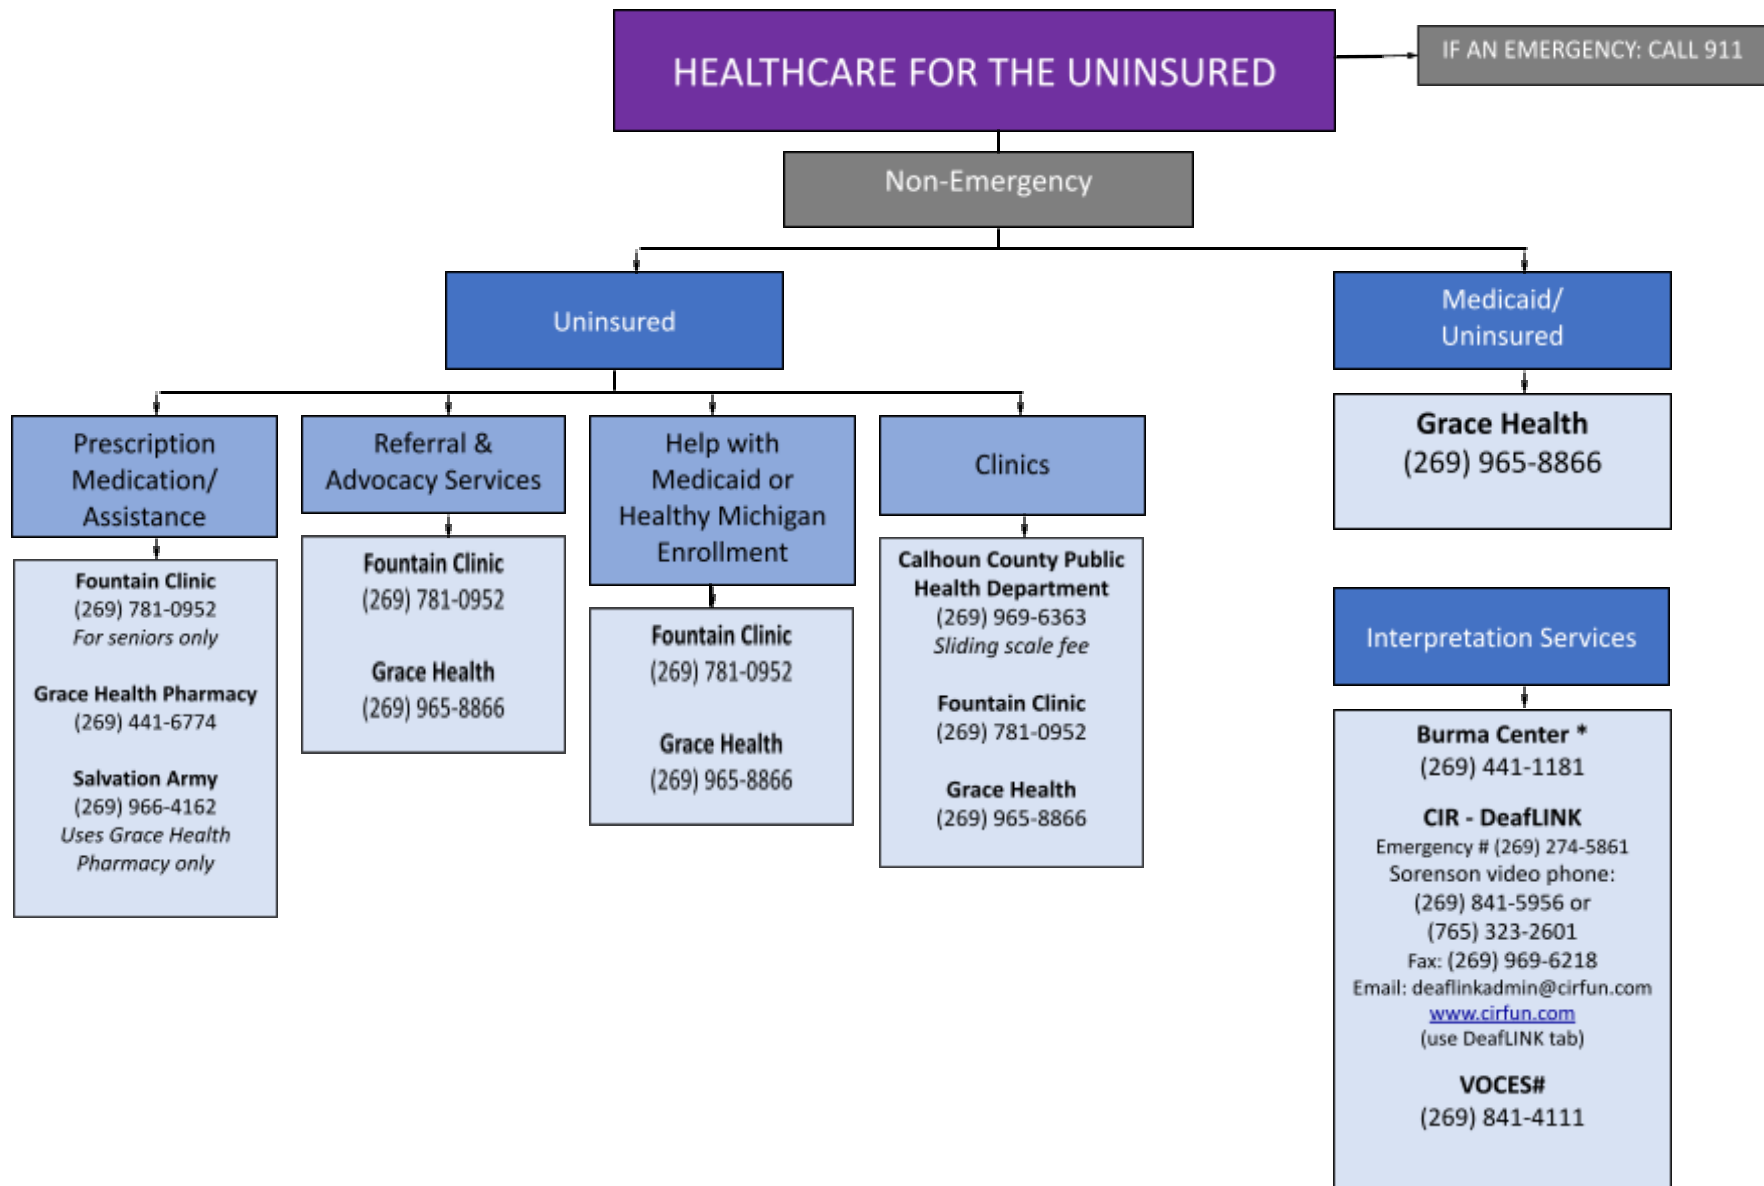 HEALTHCARE FOR THE UNINSURED
IF AN EMERGENCY: CALL 911
Non-Emergency
Uninsured
Prescription
Medication/
Assistance
Fountain Clinic
(269) 781-0952
For seniors only
Grace Health Pharmacy
(269) 441-6774
Salvation Army
(269) 966-4162
Uses Grace Health
Pharmacy only
Referral &
Advocacy Services
Fountain Clinic
(269) 781-0952
Grace Health
(269) 965-8866
Help with
Medicaid or
Healthy Michigan
Enrollment
Fountain Clinic
(269) 781-0952
Grace Health
(269) 965-8866
Clinics
Calhoun County Public
Health Department
(269) 969-6363
Sliding scale fee
Fountain Clinic
(269) 781-0952
Grace Health
(269) 965-8866
Medicaid/
Uninsured
Grace Health
(269) 965-8866
Interpretation Services
Burma Center *
(269) 441-1181
CIR - DeafLINK
Emergency # (269) 274-5861
Sorenson video phone:
(269) 841-5956 or
(765) 323-2601
Fax: (269) 969-6218
Email: deaflinkadmin@cirfun.com
www.cirfun.com
(use DeafLINK tab)
VOCES#
(269) 841-4111